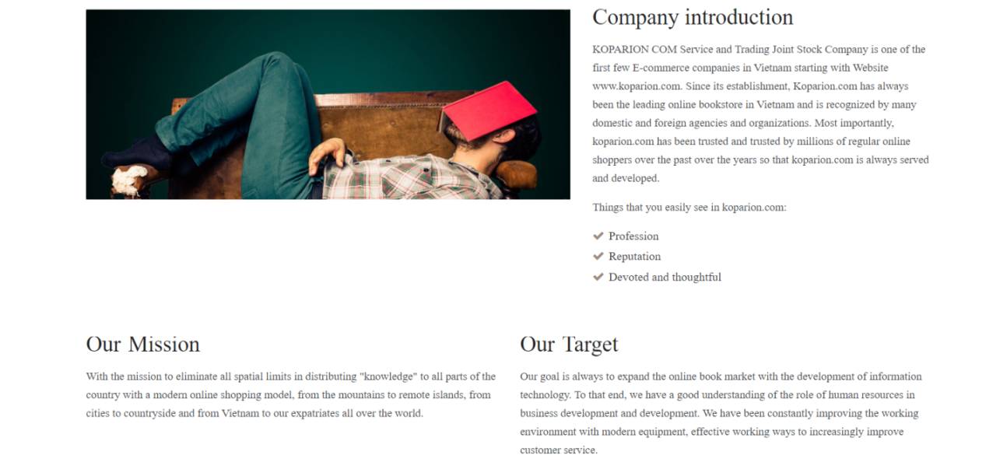 Company introduction
KOPARION COM Service and Trading Joint Stock Company is one of the
first few E-commerce companies in Vietnam starting with Website
www.koparion.com. Since its establishment, Koparion.com has always
been the leading online bookstore in Vietnam and is recognized by many
domestic and foreign agencies and organizations. Most importantly,
koparion.com has been trusted and trusted by millions of regular online
shoppers over the past over the years so that koparion.com is always served
and developed.
Things that you easily see in koparion.com:
Profession
Reputation
Devoted and thoughtful
Our Mission
With the mission to eliminate all spatial limits in distributing "knowledge" to all parts of the
country with a modern online shopping model, from the mountains to remote islands, from
cities to countryside and from Vietnam to our expatriates all over the world.
Our Target
Our goal is always to expand the online book market with the development of information
technology. To that end, we have a good understanding of the role of human resources in
business development and development. We have been constantly improving the working
environment with modern equipment, effective working ways to increasingly improve
customer service.